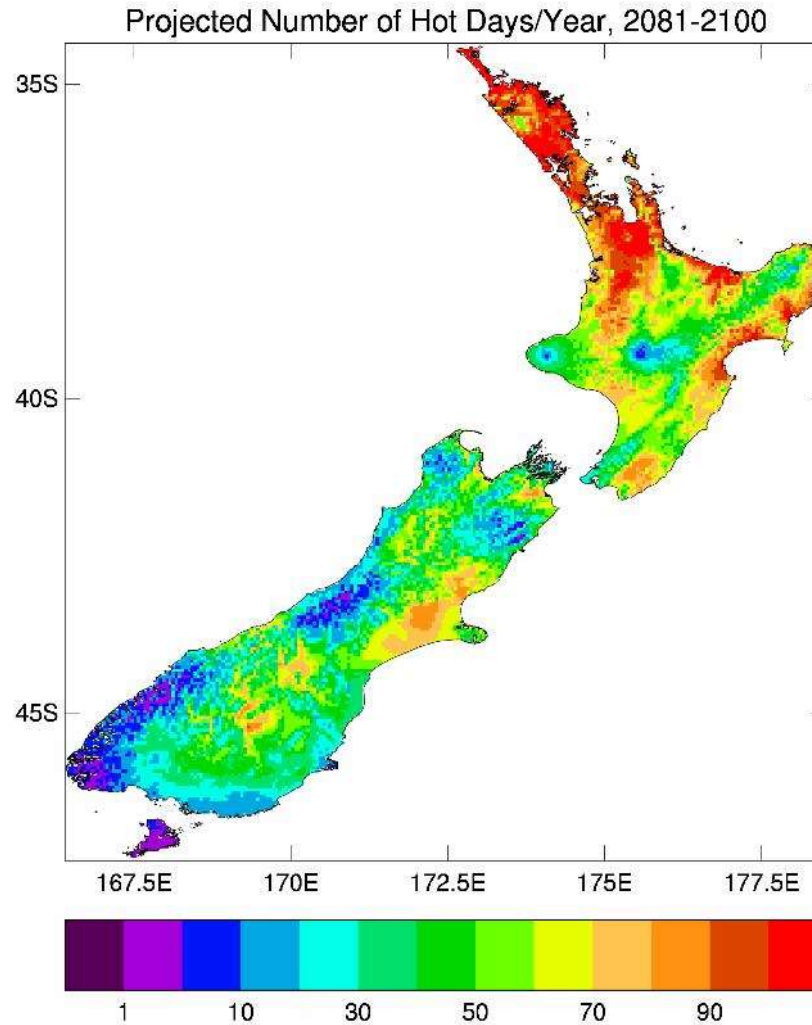 Projected Number of Hot Days/Year, 2081-2100
35S
40S
45S
167.5E 170E 172.5E 175E 177.5E
1 10 30 50 70 90